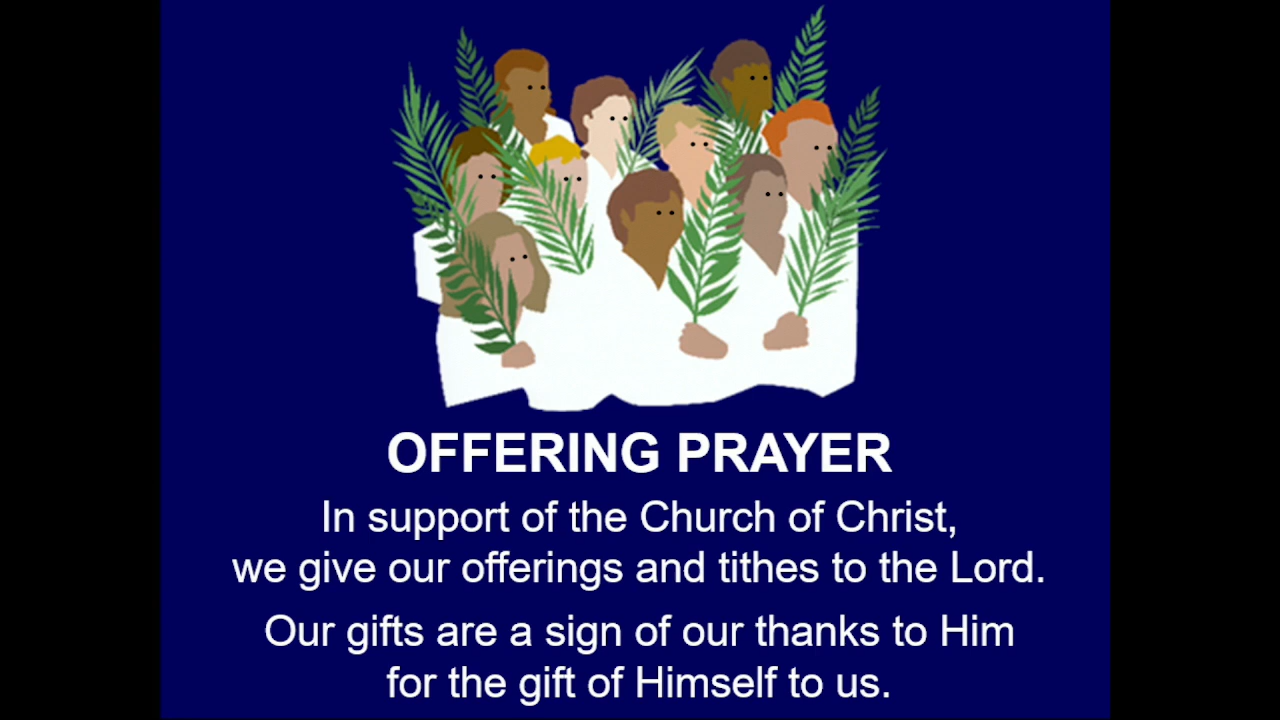 OFFERING PRAYER
In support of the Church of Christ,
we give our offerings and tithes to the Lord.
Our gifts are a sign of our thanks to Him
for the gift of Himself to us.